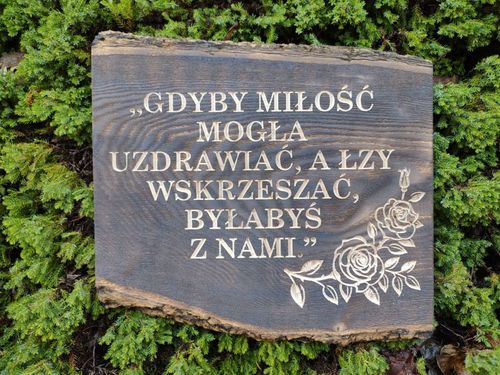 „GDYBY MIŁOŚĆ
MOGŁA
UZDRAWIAĆ, A ŁZY
WSKRZESZAĆ,
BYŁABYŚ
Z NAMI.”